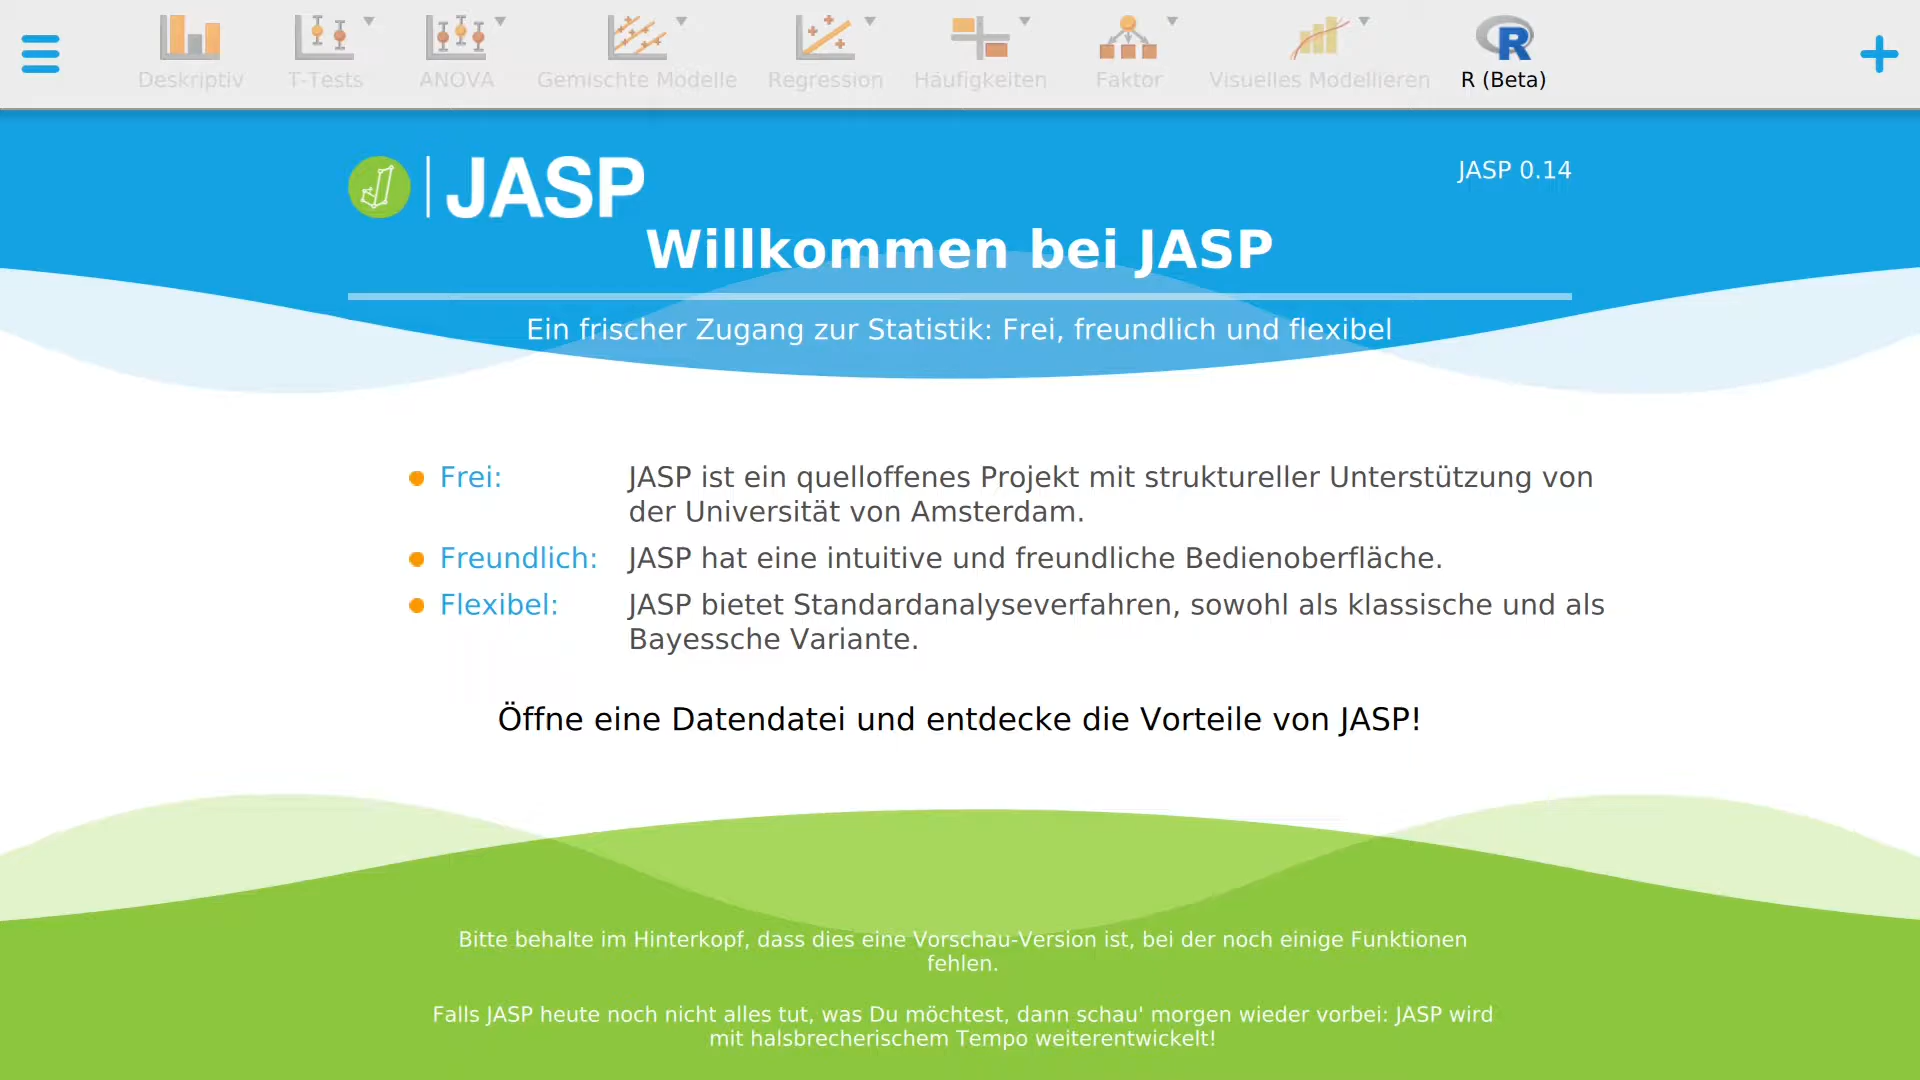 Deskriptiv T-Tests ANOVA Gemischte Modelle Regression Häufigkeiten Faktor Visuelles Modellieren R (Beta)
JASP
JASP 0.14
Willkommen bei JASP
Ein frischer Zugang zur Statistik: Frei, freundlich und flexibel
Frei: JASP ist ein quelloffenes Projekt mit struktureller Unterstützung von
der Universität von Amsterdam.
Freundlich: JASP hat eine intuitive und freundliche Bedienoberfläche.
Flexibel: JASP bietet Standardanalyseverfahren, sowohl als klassische und als
Bayessche Variante.
Öffne eine Datendatei und entdecke die Vorteile von JASP!
Bitte behalte im Hinterkopf, dass dies eine Vorschau-Version ist, bei der noch einige Funktionen
fehlen.
Falls JASP heute noch nicht alles tut, was Du möchtest, dann schau' morgen wieder vorbei: JASP wird
mit halsbrecherischem Tempo weiterentwickelt!